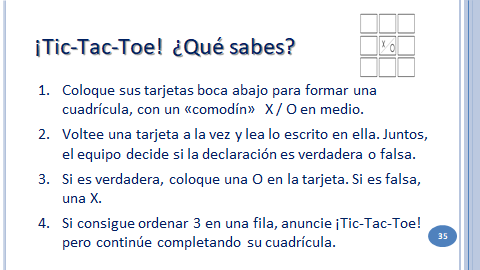 ¡Tic-Tac-Toe! ¿Qué sabes?
X/O
1. Coloque sus tarjetas boca abajo para formar una
cuadrícula, con un «comodín» X / O en medio.
2. Voltee una tarjeta a la vez y lea lo escrito en ella. Juntos,
el equipo decide si la declaración es verdadera o falsa.
3. Si es verdadera, coloque una O en la tarjeta. Si es falsa,
una X.
4. Si consigue ordenar 3 en una fila, anuncie ¡Tic-Tac-Toe!
pero continúe completando su cuadrícula.
35